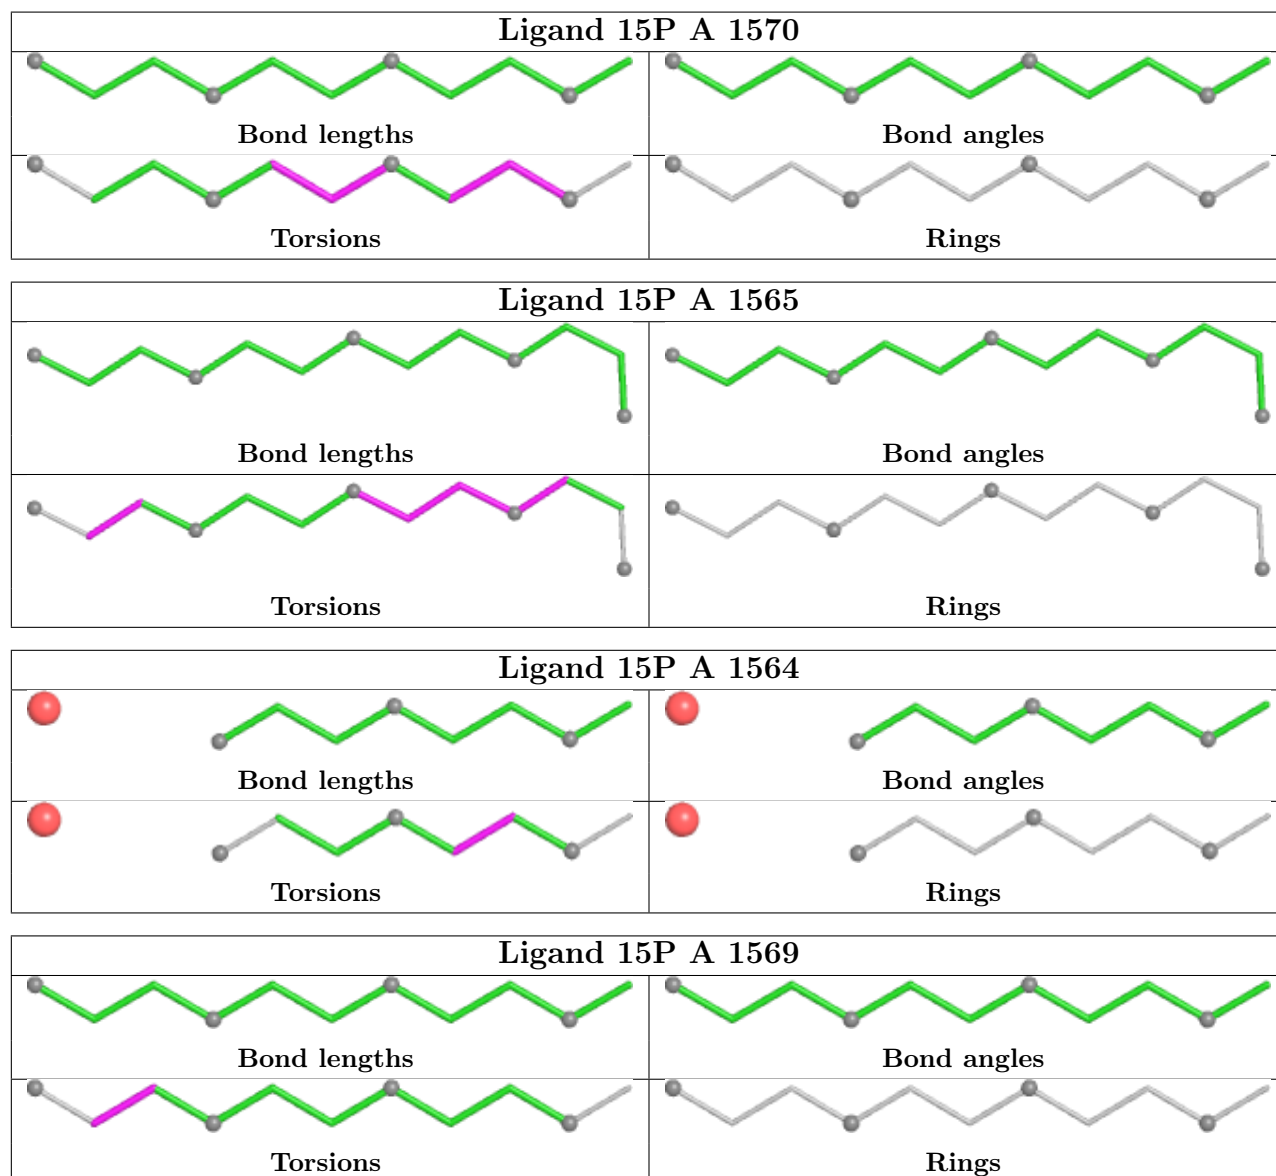 Ligand 15P A 1570
Bond lengths
Bond angles
Torsions
Rings
Ligand 15P A 1565
Bond lengths
Bond angles
Torsions
Rings
Ligand 15P A 1564
Bond lengths
Bond angles
Torsions
Rings
Ligand 15P A 1569
Bond lengths
Bond angles
Torsions
Rings